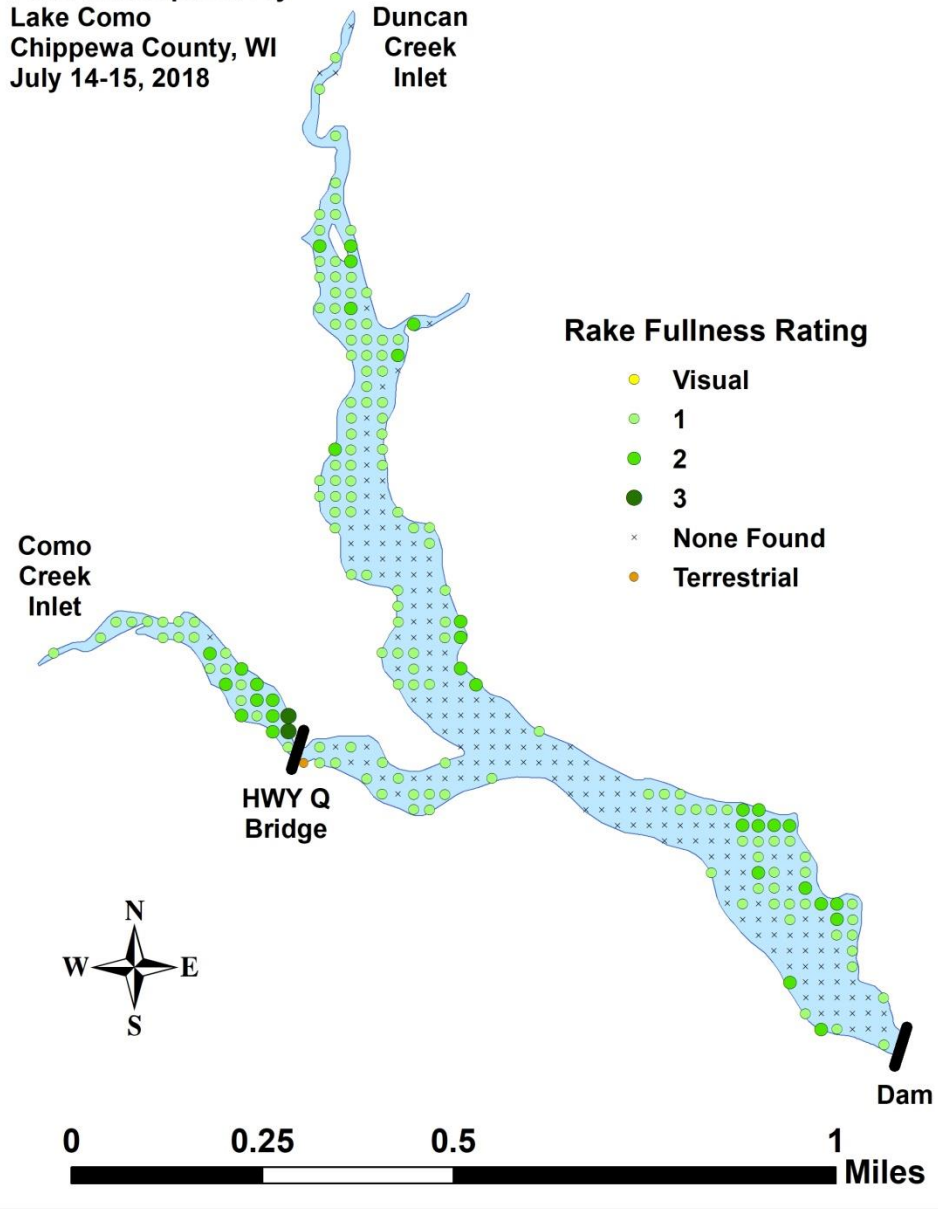 Lake Como
Chippewa County, WI
July 14-15, 2018
Duncan
Creek
Inlet
Rake Fullness Rating
Visual
1
2
3
None Found
Terrestrial
Como
Creek
Inlet
HWY Q
Bridge
N
W
E
S
Dam
0
0.25
0.5
1
Miles